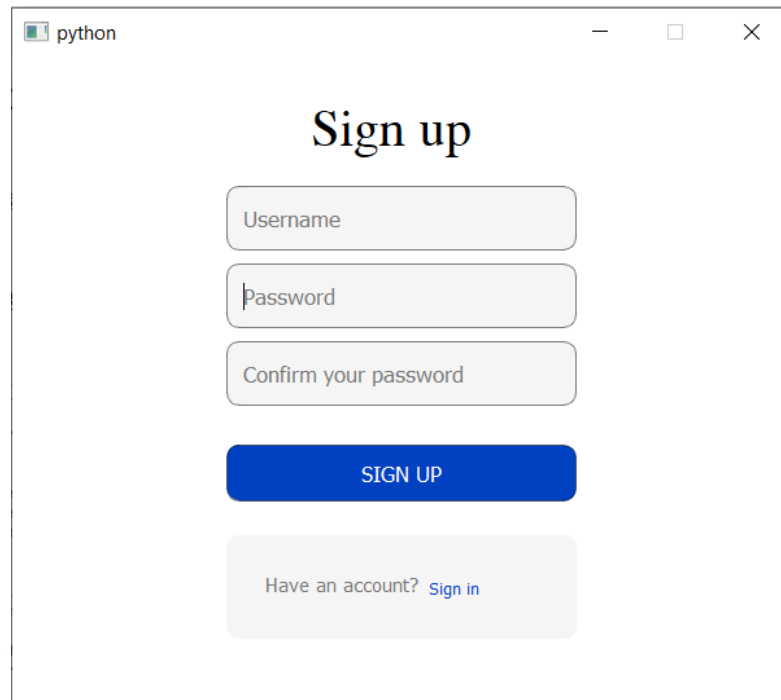 python
Sign up
Username
Password
Confirm your password
SIGN UP
Have an account? Sign in